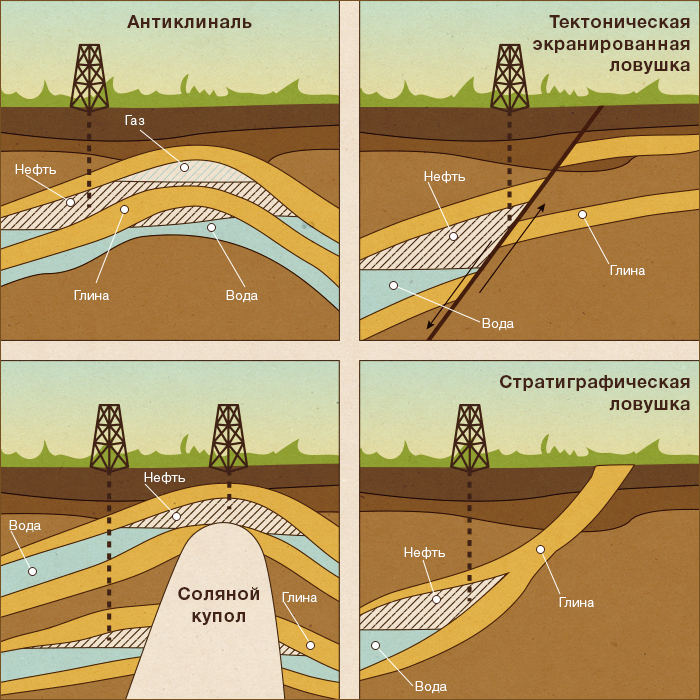 Антиклиналь
Газ
Нефть
Глина
Вода
Тектоническая
экранированная
ловушка
Нефть
Глина
Вода
Нефть
Вода
Соляной
купол
Глина
Стратиграфическая
ловушка
Нефть
Глина
Вода